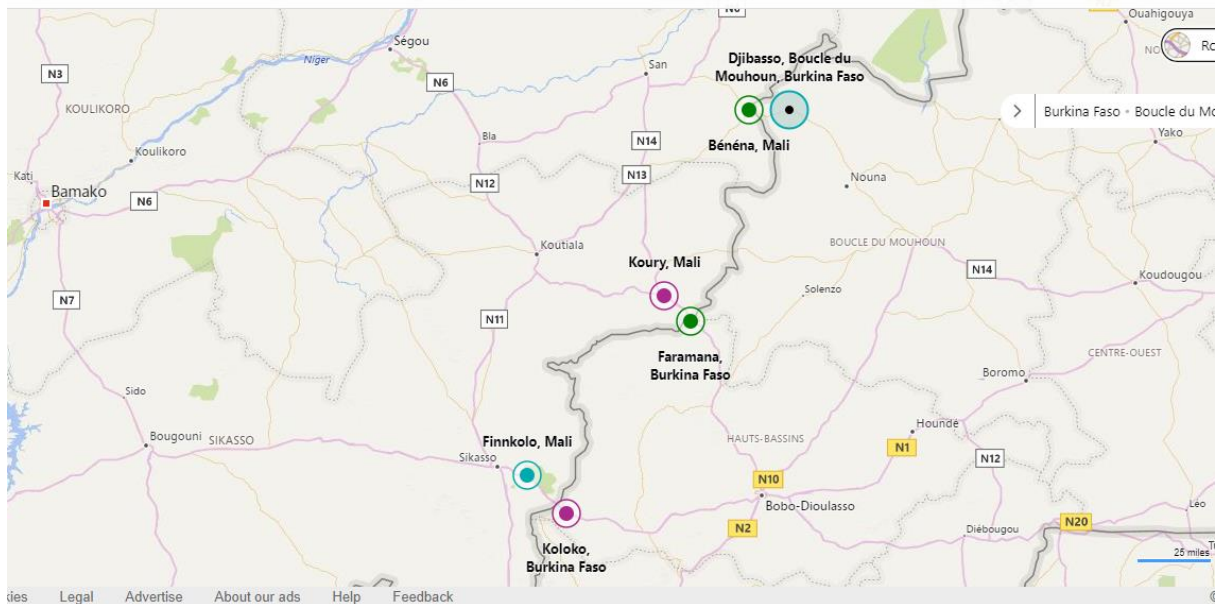 Ouahigouya
Ségou
Niger
N3
N6
San
Djibasso, Boucle du
Mouhoun, Burkina Faso
KOULIKORO
Burkina Faso • Boucle du Mo
Bla
N14
Bénéna, Mali
Yako
Koulikoro
Kati
Bamako
N6
N12
N13
Nouna
Koutiala
Koury, Mali
BOUCLE DU MOUHOUN
N14
Koudougou
N7
Solenzo
N11
Faramana,
Burkina Faso
CENTRE-OUEST
Sido
Boromo
Bougouni
SIKASSO
Finnkolo, Mali
Sikasso
HAUTS-BASSINS
Houndé
N1
N12
N10
Bobo-Dioulasso
Léo
Koloko,
Burkina Faso
N2
Diébougou
N20
25 miles
Legal Advertise About our ads Help Feedback